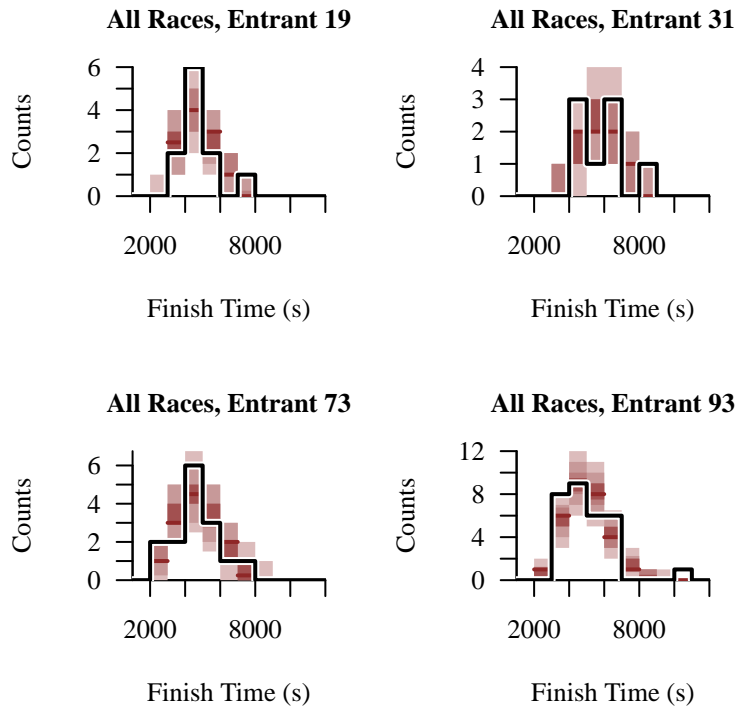 All Races, Entrant 19
Counts
0
2
4
6
2000
8000
Finish Time (s)
All Races, Entrant 31
Counts
0
1
2
3
4
2000
8000
Finish Time (s)
All Races, Entrant 73
Counts
0
2
4
6
2000
8000
Finish Time (s)
All Races, Entrant 93
Counts
0
4
8
12
2000
8000
Finish Time (s)